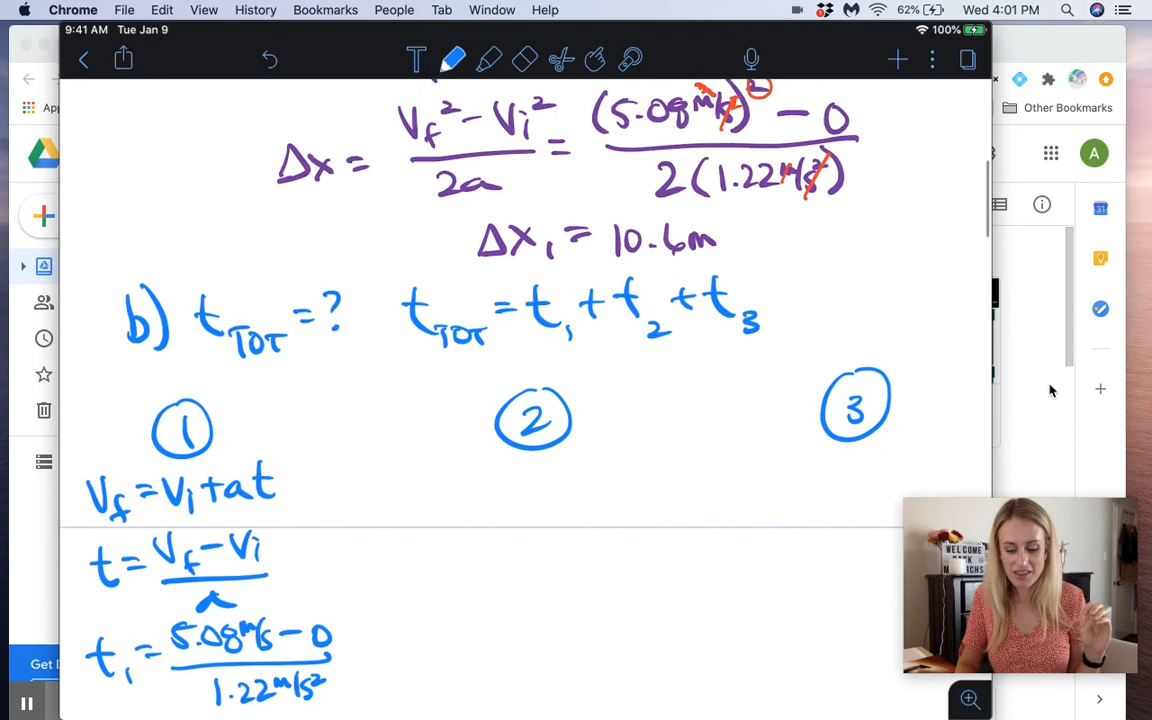 Chrome File Edit View History Bookmarks People Tab Window Help 62% Wed 4:01 PM
9:41 AM Tue Jan 9 100%
Other Bookmarks
A
31
Δx = Vf² - Vi² / 2a = (5.08 m/s)² - 0 / 2(1.22 m/s²)
Δx₁ = 10.6m
b) tTOT = ? tTOT = t₁ + t₂ + t₃
1 2 3
Vf = Vi + at
t = Vf - Vi / a
t₁ = 5.08 m/s - 0 / 1.22 m/s²
Get D
WELCOME
BACK